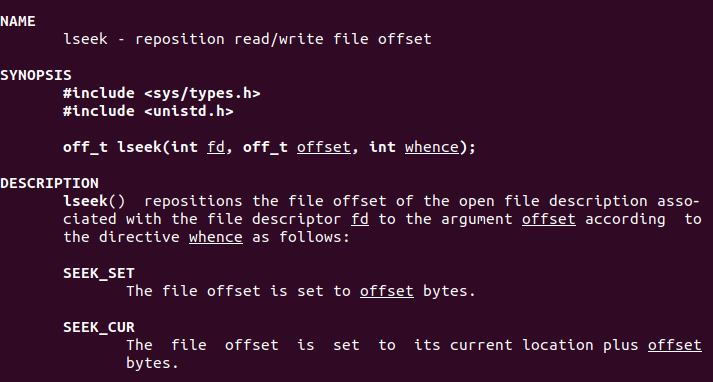 NAME
lseek - reposition read/write file offset
SYNOPSIS
#include <sys/types.h>
#include <unistd.h>
off_t lseek(int fd, off_t offset, int whence);
DESCRIPTION
lseek() repositions the file offset of the open file description asso-
ciated with the file descriptor fd to the argument offset according to
the directive whence as follows:
SEEK_SET
The file offset is set to offset bytes.
SEEK_CUR
The file offset is set to its current location plus offset
bytes.